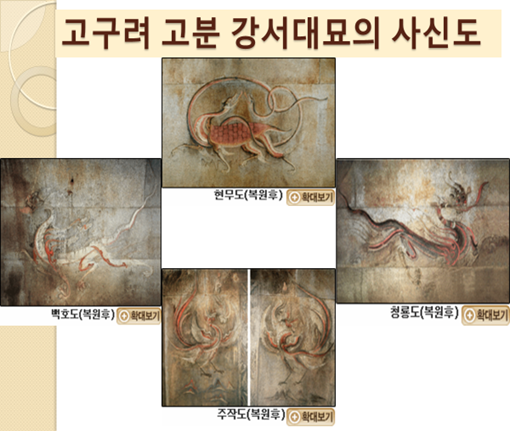 고구려 고분 강서대묘의 사신도
현무도(복원후) 확대보기
백호도(복원후) 확대보기
청룡도(복원후) 확대보기
주작도(복원후) 확대보기